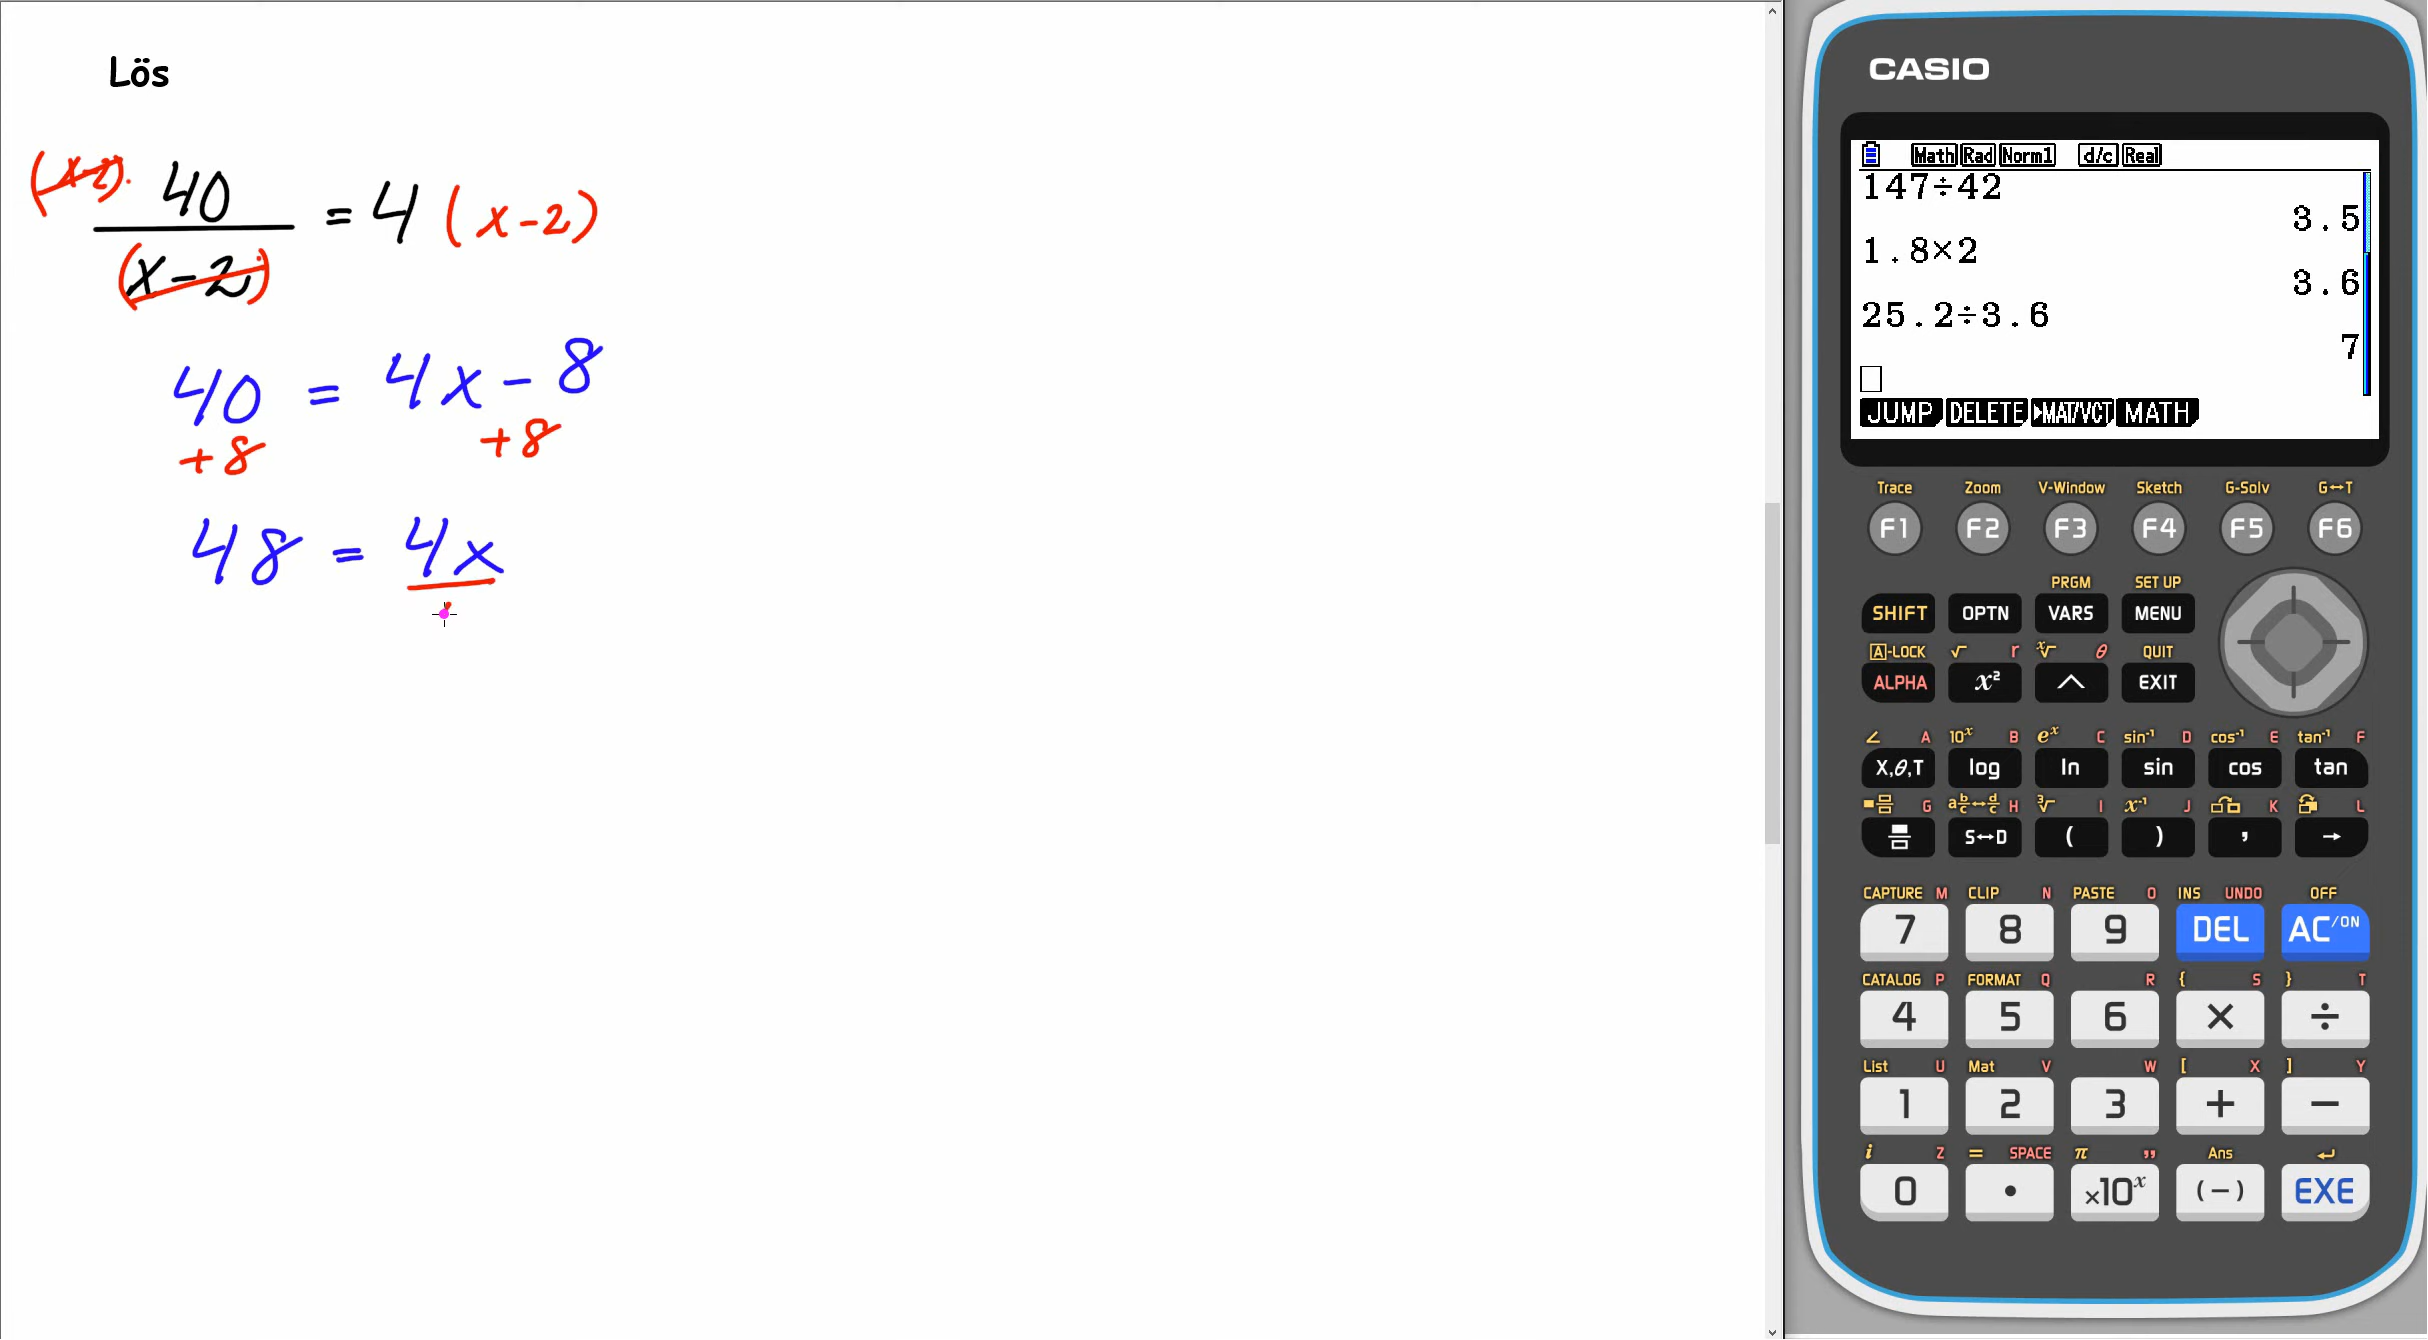 Lös
(x-2)· 40 = 4 (x-2)
(x-2)
40 = 4x - 8
+8 +8
48 = 4x
CASIO
Math Rad Norm1 d/c Real
147÷42
3.5
1.8×2
3.6
25.2÷3.6
7
JUMP DELETE ▶MAT/VCT MATH
Trace Zoom V-Window Sketch G-Solv G↔T
F1 F2 F3 F4 F5 F6
PRGM SET UP
SHIFT OPTN VARS MENU
A-LOCK √ r ˣ√ θ QUIT
ALPHA x² ^ EXIT
∠ A 10ˣ B eˣ C sin⁻¹ D cos⁻¹ E tan⁻¹ F
X,θ,T log ln sin cos tan
G a b/c↔d/c H ³√ I x⁻¹ J K L
S↔D ( ) , →
CAPTURE M CLIP N PASTE O INS UNDO OFF
7 8 9 DEL AC/ON
CATALOG P FORMAT Q R { S } T
4 5 6 × ÷
List U Mat V W [ X ] Y
1 2 3 + −
i Z = SPACE π ” Ans ↵
0 • ×10ˣ (−) EXE